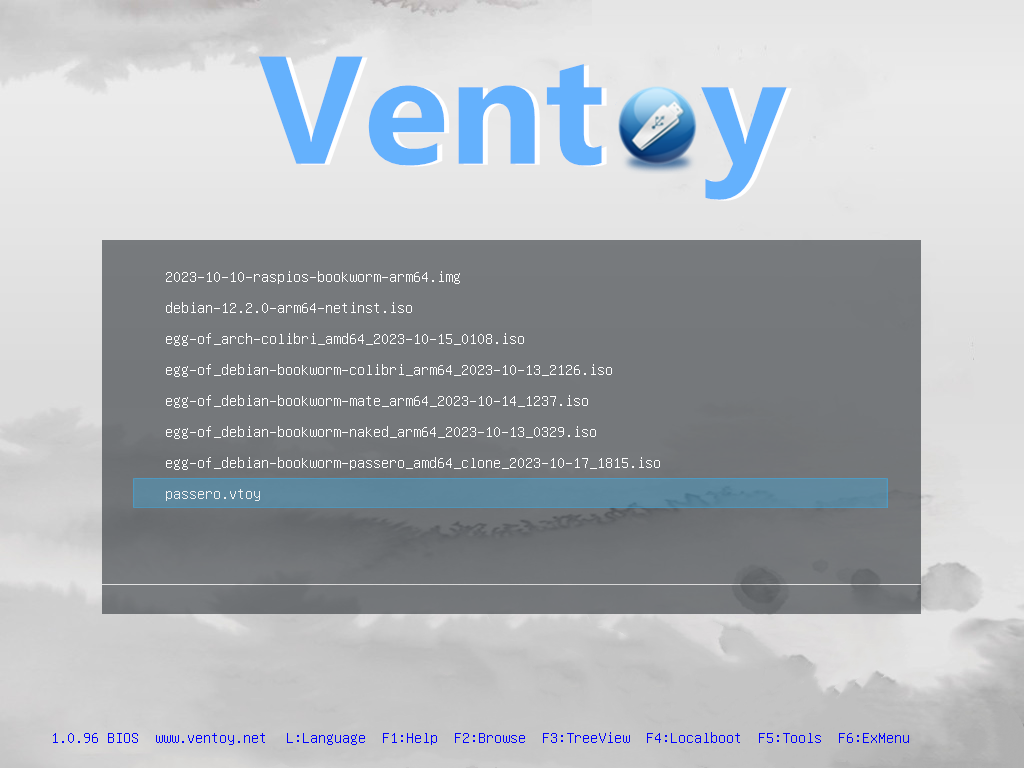 Ventoy
2023-10-10-raspios-bookworm-arm64.img
debian-12.2.0-arm64-netinst.iso
egg-of_arch-colibri_amd64_2023-10-15_0108.iso
egg-of_debian-bookworm-colibri_arm64_2023-10-13_2126.iso
egg-of_debian-bookworm-mate_arm64_2023-10-14_1237.iso
egg-of_debian-bookworm-naked_arm64_2023-10-13_0329.iso
egg-of_debian-bookworm-passero_amd64_clone_2023-10-17_1815.iso
passero.vtoy
1.0.96 BIOS www.ventoy.net L:Language F1:Help F2:Browse F3:TreeView F4:Localboot F5:Tools F6:ExMenu